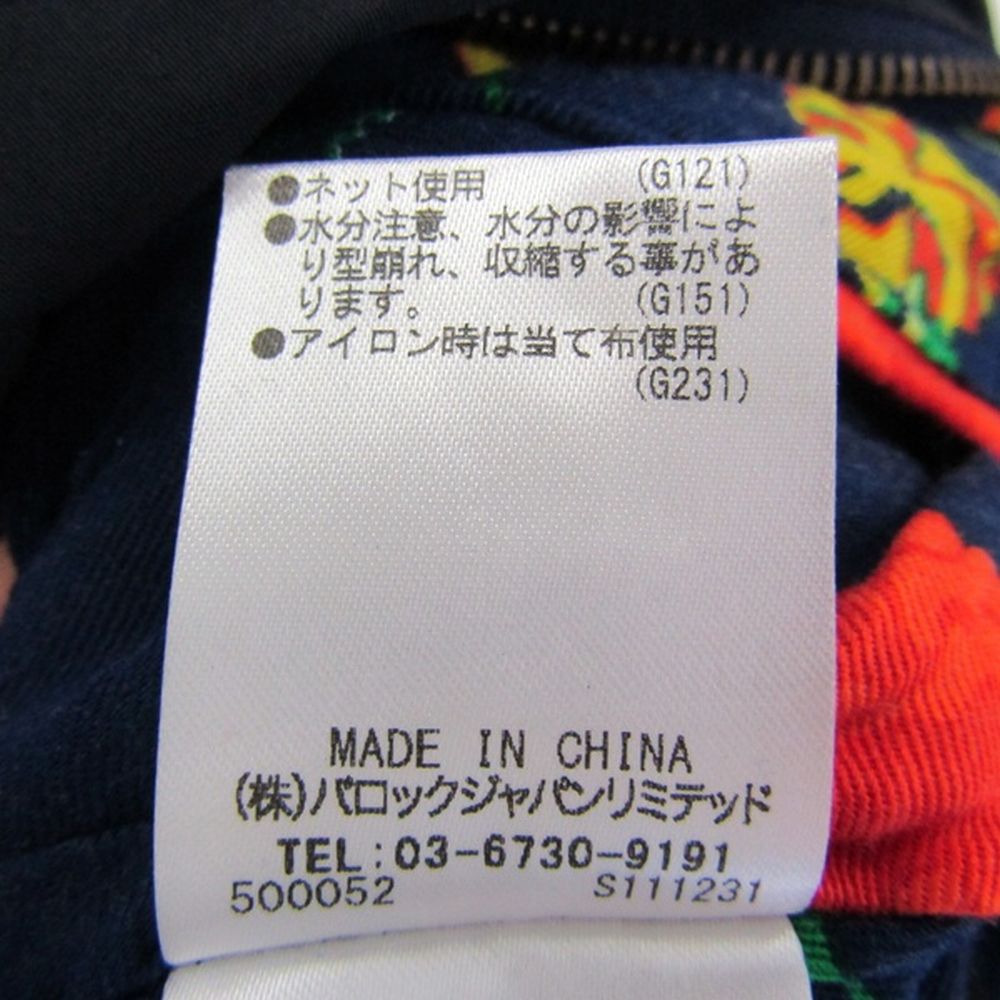 ●ネット使用 (G121)
●水分注意、水分の影響によ
り型崩れ、収縮する事があ
ります。 (G151)
●アイロン時は当て布使用
(G231)
MADE IN CHINA
(株)バロックジャパンリミテッド
TEL:03-6730-9191
500052 S111231